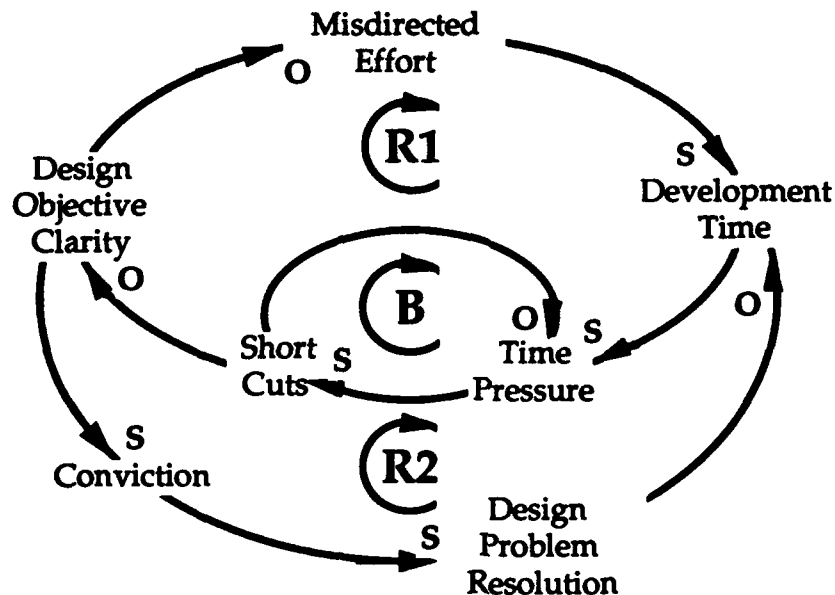 Misdirected
Effort
O
R1
S
Design
Objective
Clarity
Development
Time
O
B
O
S
O
Short
Cuts
S
Time
Pressure
S
Conviction
R2
S
Design
Problem
Resolution